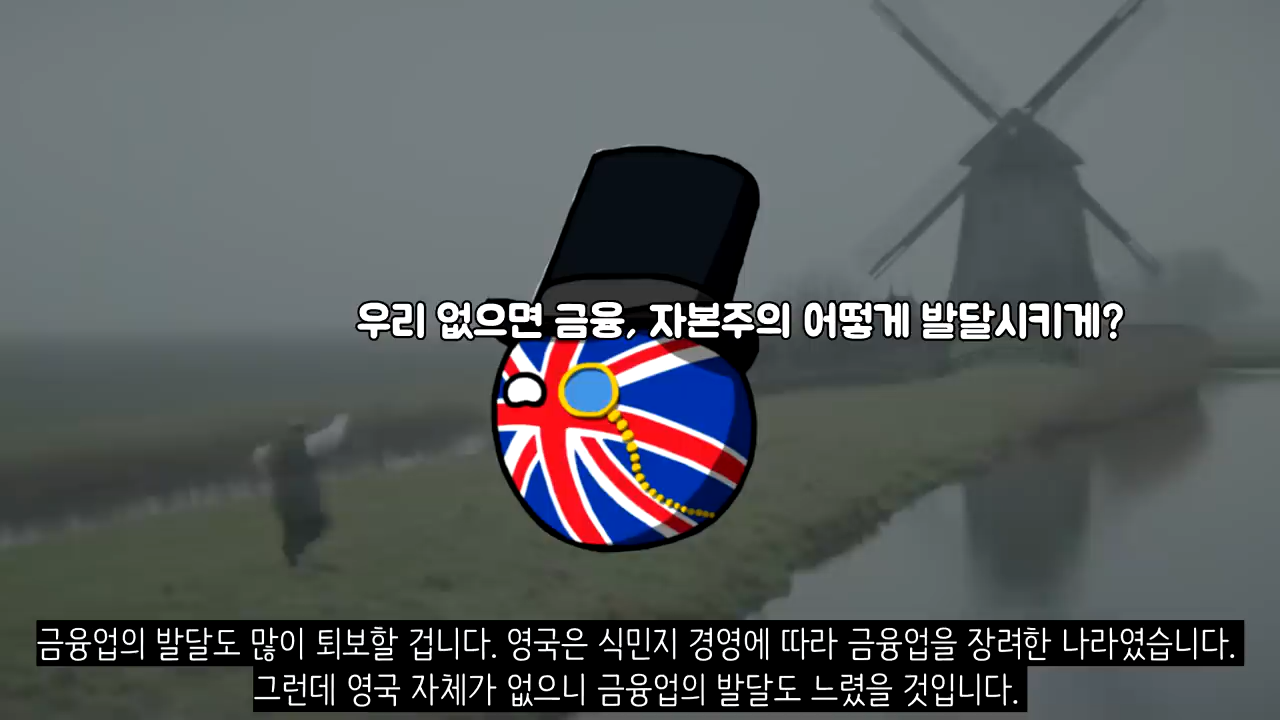 우리 없으면 금융, 자본주의 어떻게 발달시키게?
금융업의 발달도 많이 퇴보할 겁니다. 영국은 식민지 경영에 따라 금융업을 장려한 나라였습니다.
그런데 영국 자체가 없으니 금융업의 발달도 느렸을 것입니다.